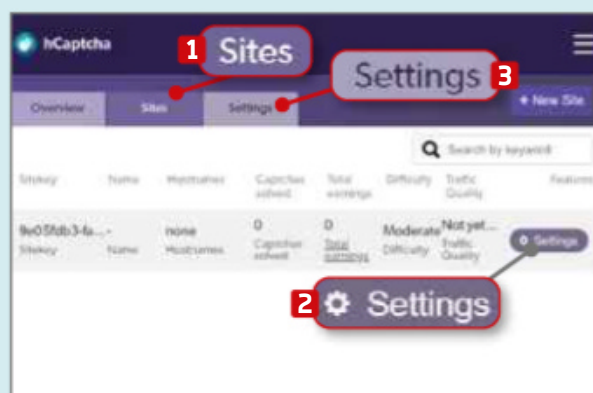 hCaptcha
1 Sites
Settings 3
Overview Sites Settings + New Site
Search by keyword
Sitekey Name Hostnames Captchas solved Total earnings Difficulty Traffic Quality Features
9e05fdb3-fa... - none 0 0 Moderate Not yet... Settings
Sitekey Name Hostnames Captchas solved Total earnings Difficulty Traffic Quality
2 Settings